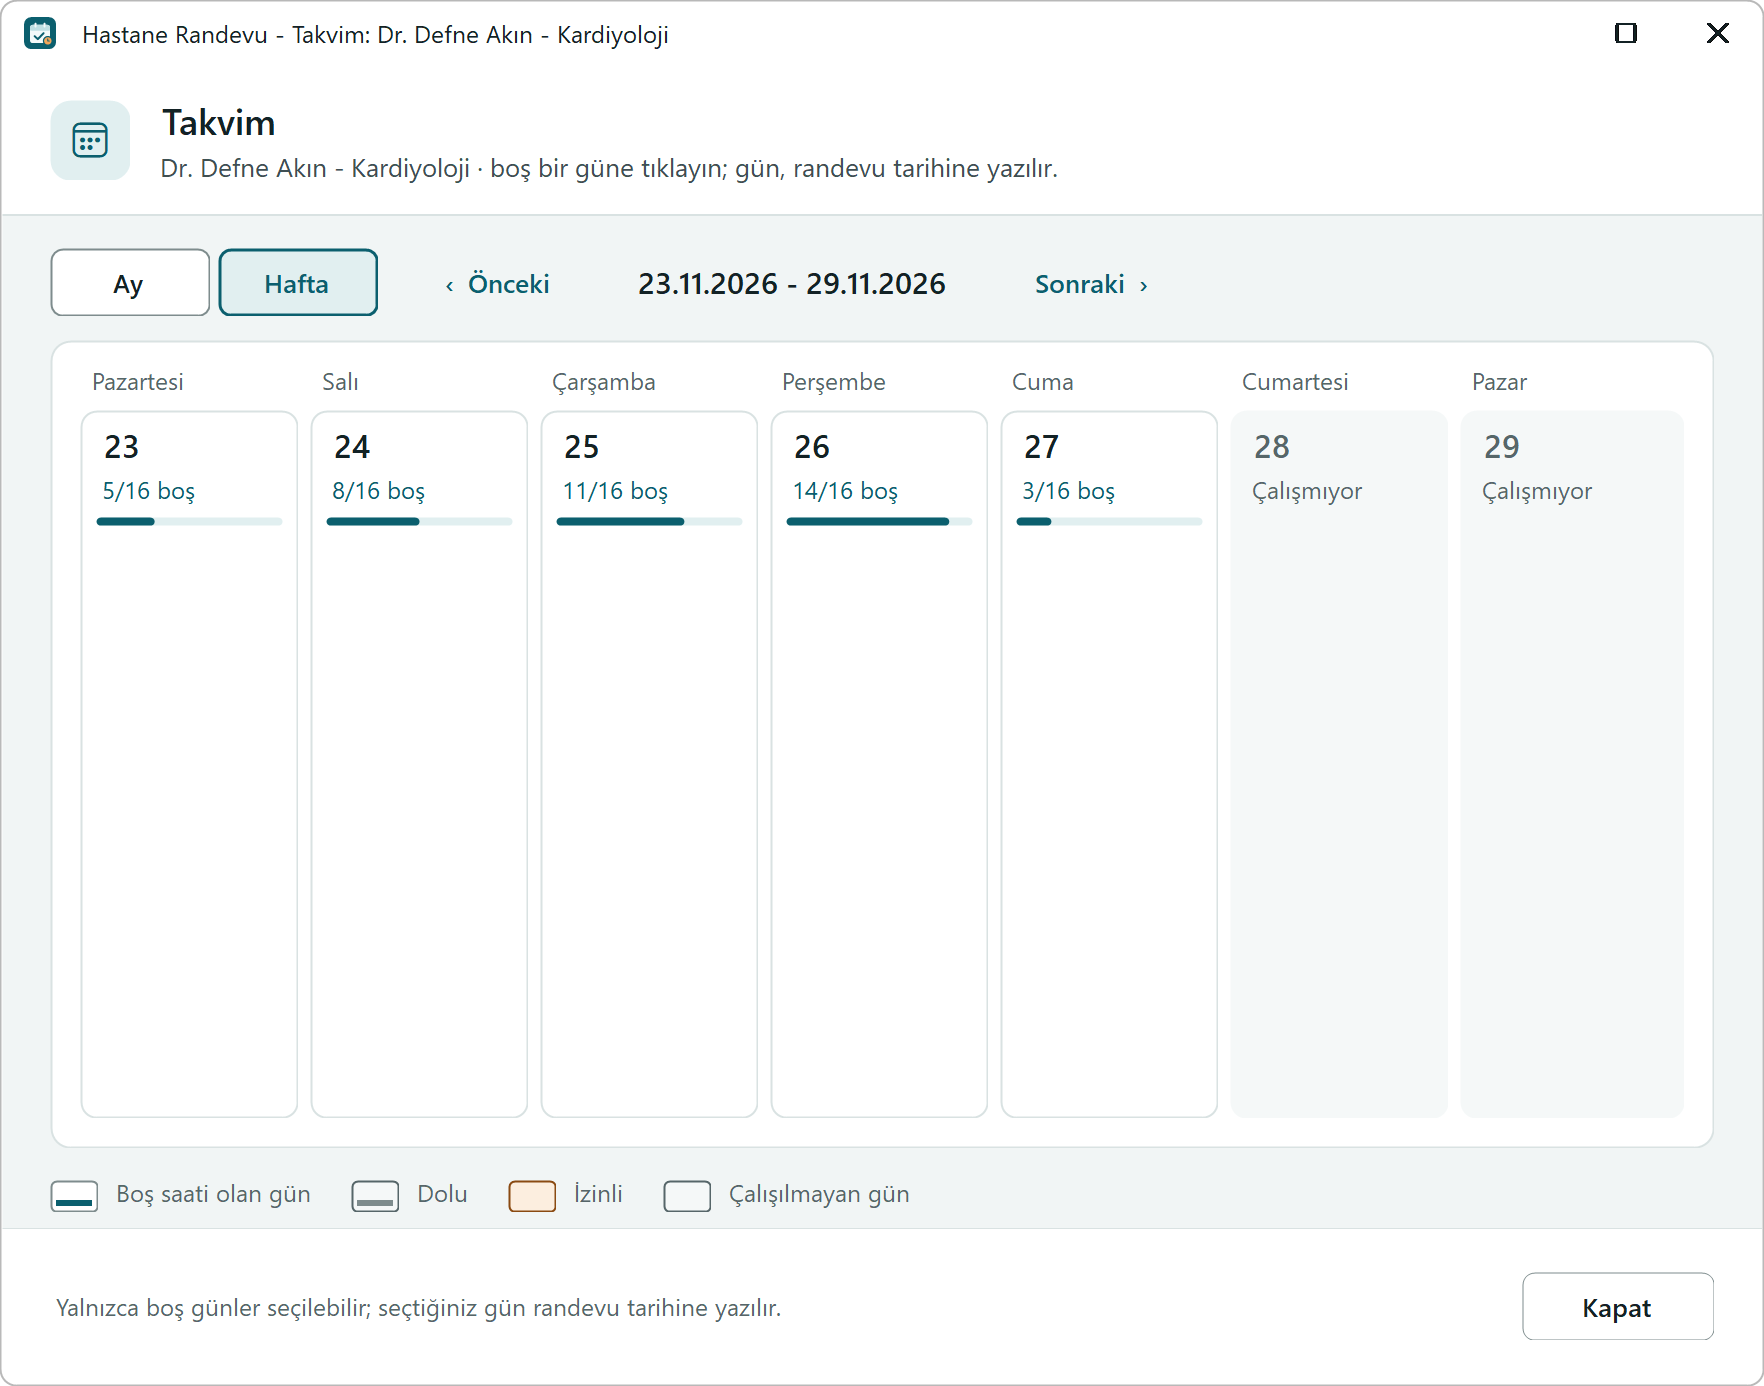 Hastane Randevu - Takvim: Dr. Defne Akın - Kardiyoloji
Takvim
Dr. Defne Akın - Kardiyoloji · boş bir güne tıklayın; gün, randevu tarihine yazılır.
Ay
Hafta
‹ Önceki
23.11.2026 - 29.11.2026
Sonraki ›
Pazartesi
Salı
Çarşamba
Perşembe
Cuma
Cumartesi
Pazar
23
5/16 boş
24
8/16 boş
25
11/16 boş
26
14/16 boş
27
3/16 boş
28
Çalışmıyor
29
Çalışmıyor
Boş saati olan gün
Dolu
İzinli
Çalışılmayan gün
Yalnızca boş günler seçilebilir; seçtiğiniz gün randevu tarihine yazılır.
Kapat